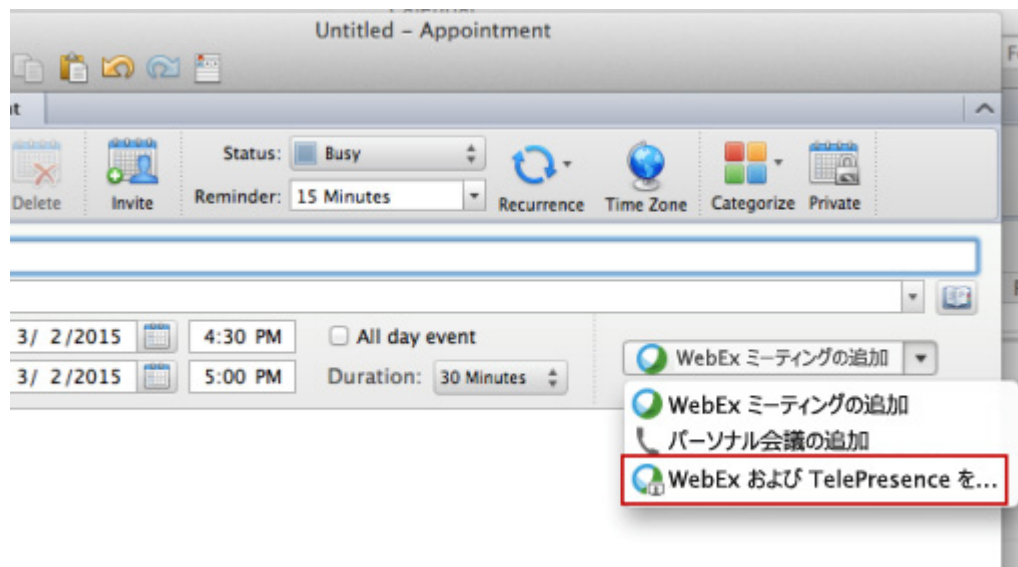 Untitled – Appointment
t
Status: Busy
Reminder: 15 Minutes
Delete Invite Recurrence Time Zone Categorize Private
3/ 2/2015 4:30 PM All day event
WebEx ミーティングの追加
3/ 2/2015 5:00 PM Duration: 30 Minutes
WebEx ミーティングの追加
パーソナル会議の追加
WebEx および TelePresence を...